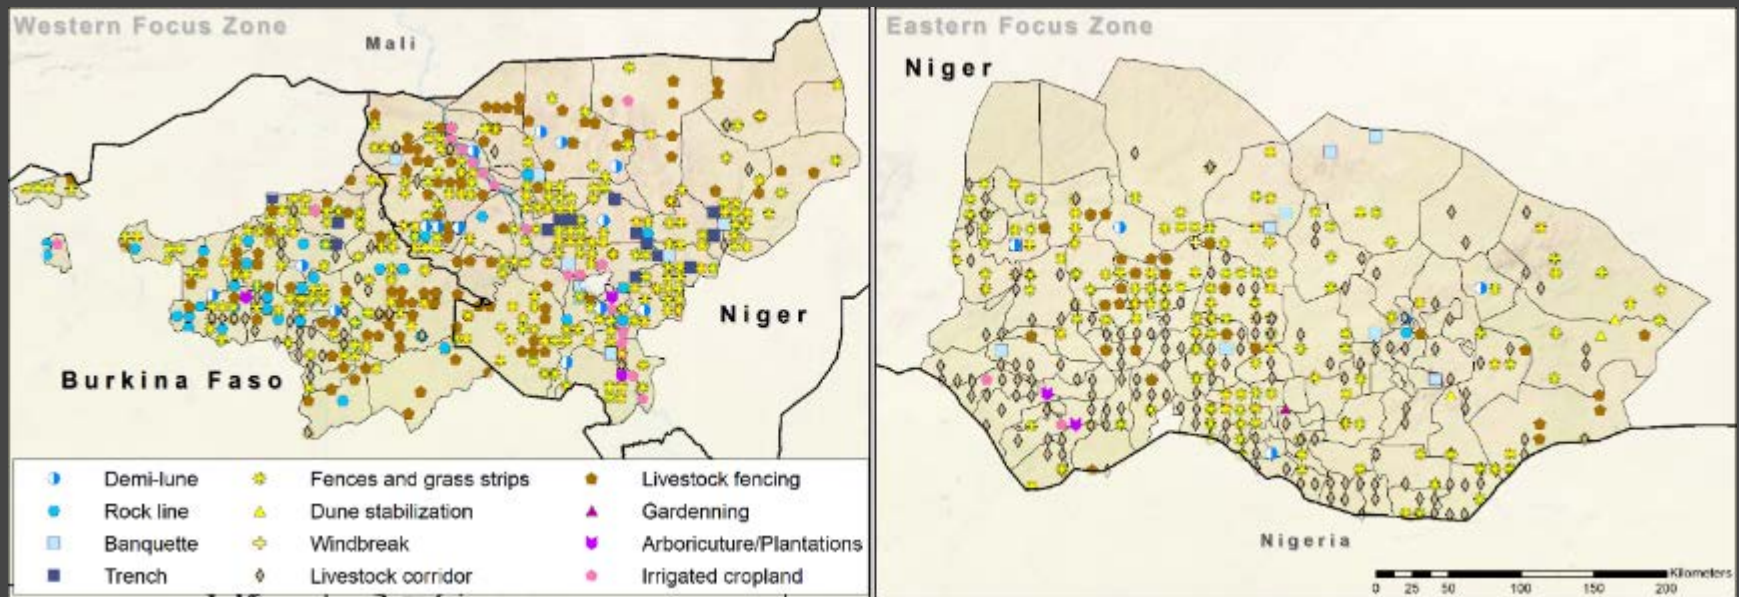 Western Focus Zone
Mali
Niger
Burkina Faso
Demi-lune
Rock line
Banquette
Trench
Fences and grass strips
Dune stabilization
Windbreak
Livestock corridor
Livestock fencing
Gardenning
Arboricuture/Plantations
Irrigated cropland
Eastern Focus Zone
Niger
Nigeria
Kilometers
0 25 50 100 150 200